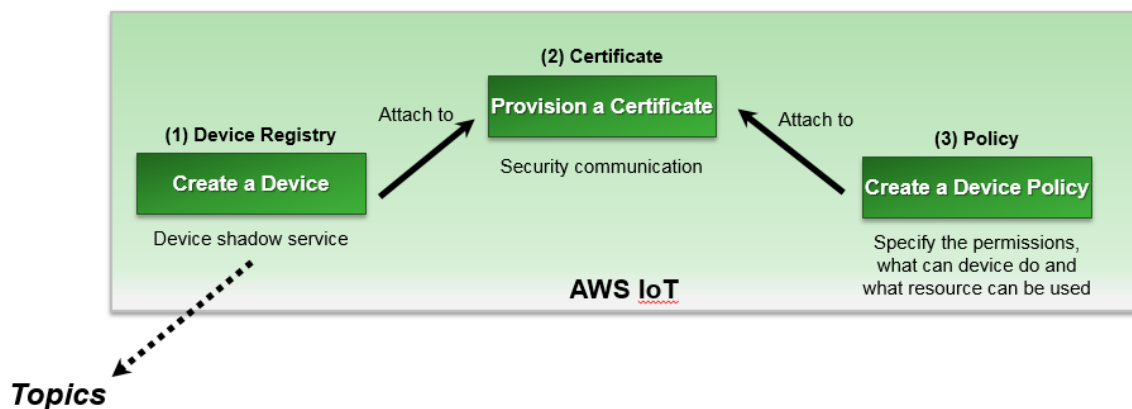 (2) Certificate
Provision a Certificate
Attach to
Attach to
Security communication
(1) Device Registry
Create a Device
Device shadow service
(3) Policy
Create a Device Policy
Specify the permissions,
what can device do and
what resource can be used
AWS IoT
Topics